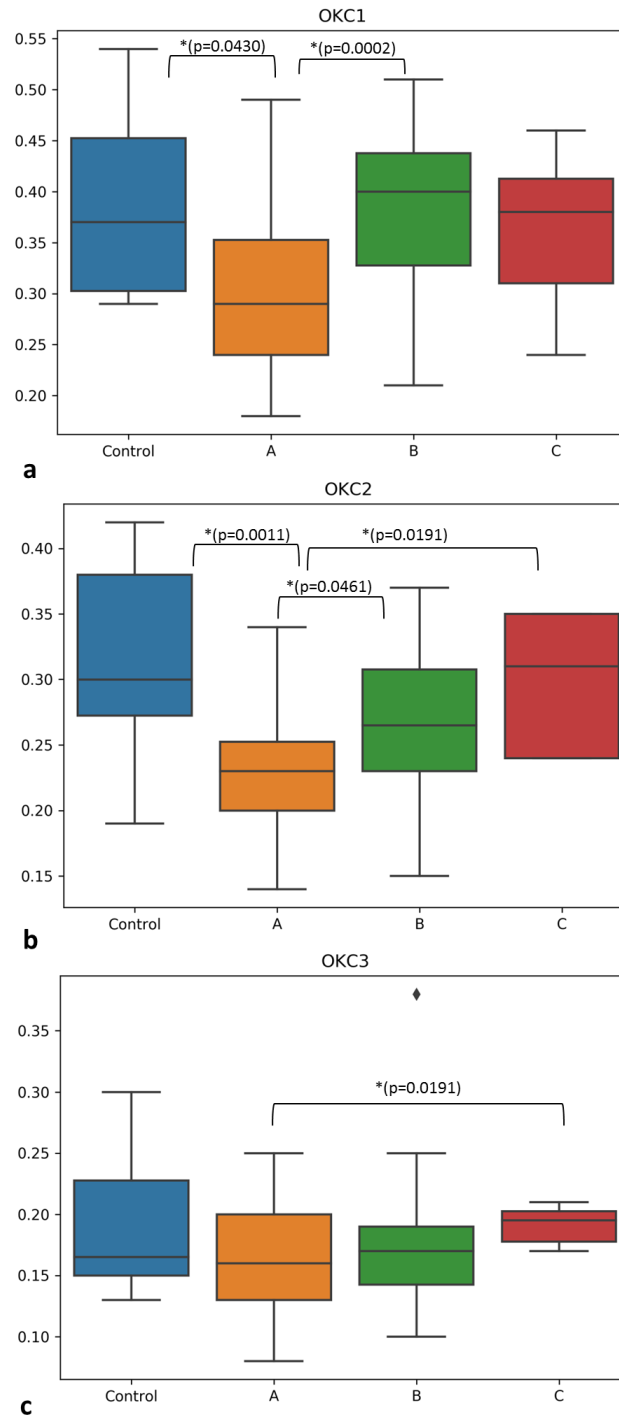 OKC1
0.55
*(p=0.0430) *(p=0.0002)
0.50
0.45
0.40
0.35
0.30
0.25
0.20
Control A B C
a
OKC2
0.40
*(p=0.0011) *(p=0.0191)
*(p=0.0461)
0.35
0.30
0.25
0.20
0.15
Control A B C
b
OKC3
0.35
0.30
*(p=0.0191)
0.25
0.20
0.15
0.10
Control A B C
c